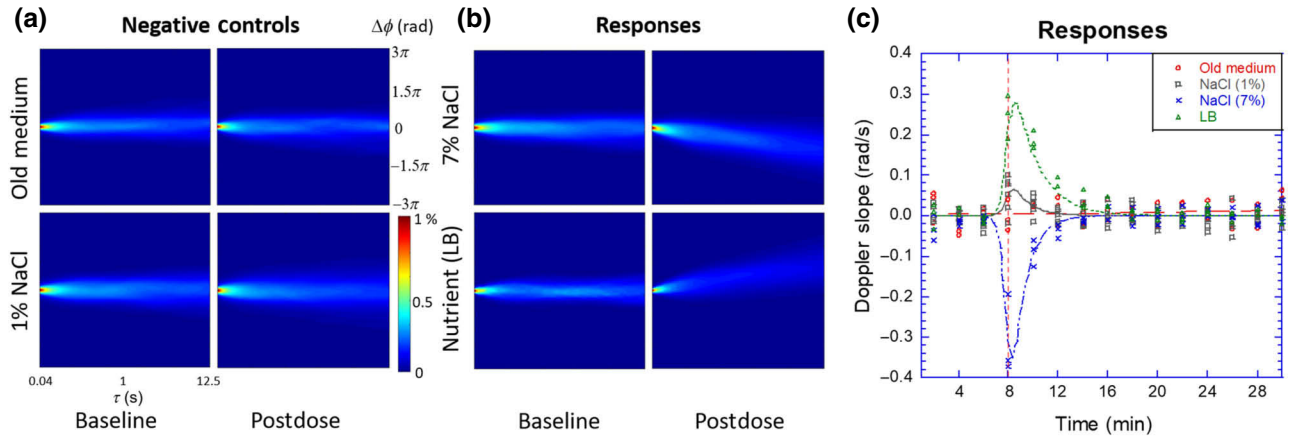 (a)
Negative controls
Δϕ (rad)
3π
1.5π
0
−1.5π
−3π
Old medium
1% NaCl
1 %
0.5
0
0.04 1 12.5
τ (s)
Baseline Postdose
(b)
Responses
7% NaCl
Nutrient (LB)
Baseline Postdose
(c)
Responses
Old medium
NaCl (1%)
NaCl (7%)
LB
Doppler slope (rad/s)
0.4
0.3
0.2
0.1
0.0
−0.1
−0.2
−0.3
−0.4
4 8 12 16 20 24 28
Time (min)